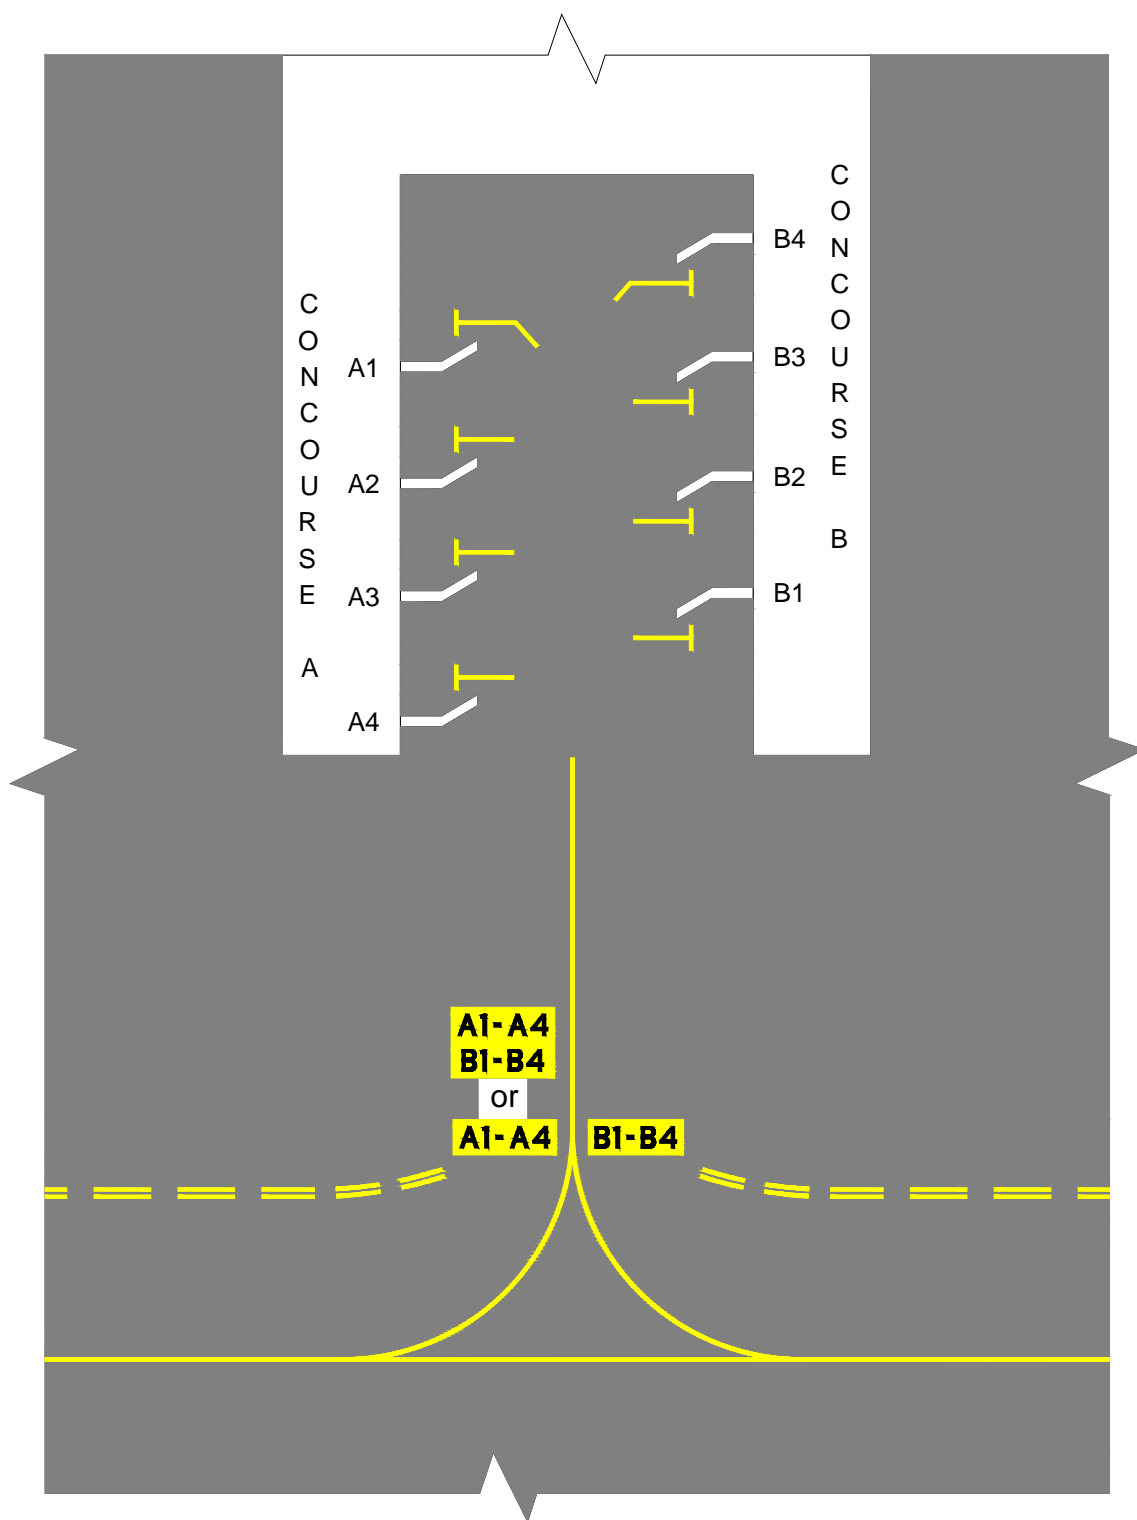 CONCOURSE A
A1
A2
A3
A4
CONCOURSE B
B4
B3
B2
B1
A1-A4
B1-B4
or
A1-A4 B1-B4